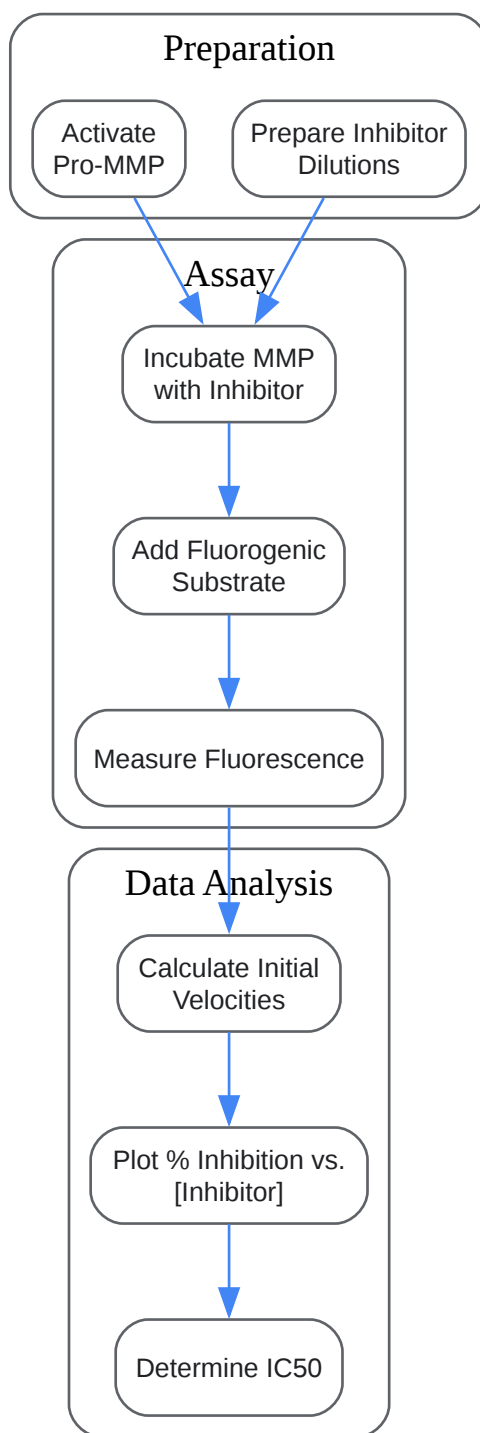 Preparation
Activate
Pro-MMP
Prepare Inhibitor
Dilutions
Assay
Incubate MMP
with Inhibitor
Add Fluorogenic
Substrate
Measure Fluorescence
Data Analysis
Calculate Initial
Velocities
Plot % Inhibition vs.
[Inhibitor]
Determine IC50